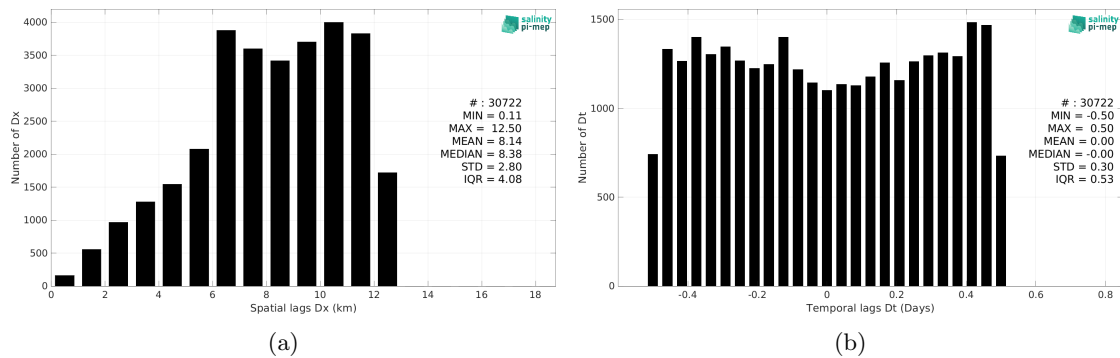 salinity
pi-mep
4000
3500
3000
2500
2000
1500
1000
500
0
Number of Dx
# : 30722
MIN = 0.11
MAX = 12.50
MEAN = 8.14
MEDIAN = 8.38
STD = 2.80
IQR = 4.08
0 2 4 6 8 10 12 14 16 18
Spatial lags Dx (km)
(a)
salinity
pi-mep
1500
1000
500
0
Number of Dt
# : 30722
MIN = -0.50
MAX = 0.50
MEAN = 0.00
MEDIAN = -0.00
STD = 0.30
IQR = 0.53
-0.4 -0.2 0 0.2 0.4 0.6 0.8
Temporal lags Dt (Days)
(b)